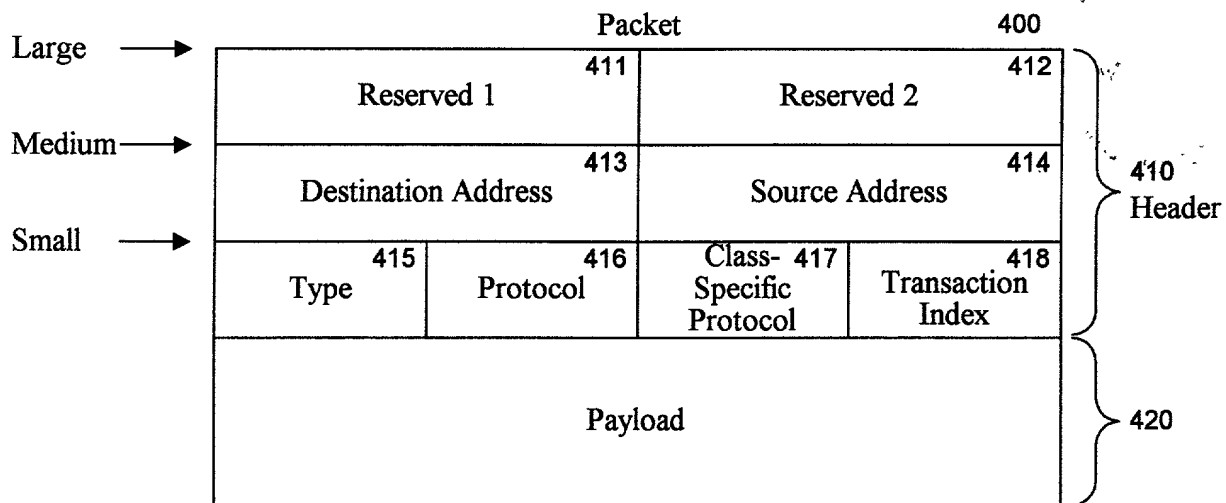 Packet 400
Large
411 412
Reserved 1 Reserved 2
Medium
413 414
Destination Address Source Address
410
Header
Small
415 416 Class- 417 418
Type Protocol Specific Transaction
Protocol Index
Payload 420